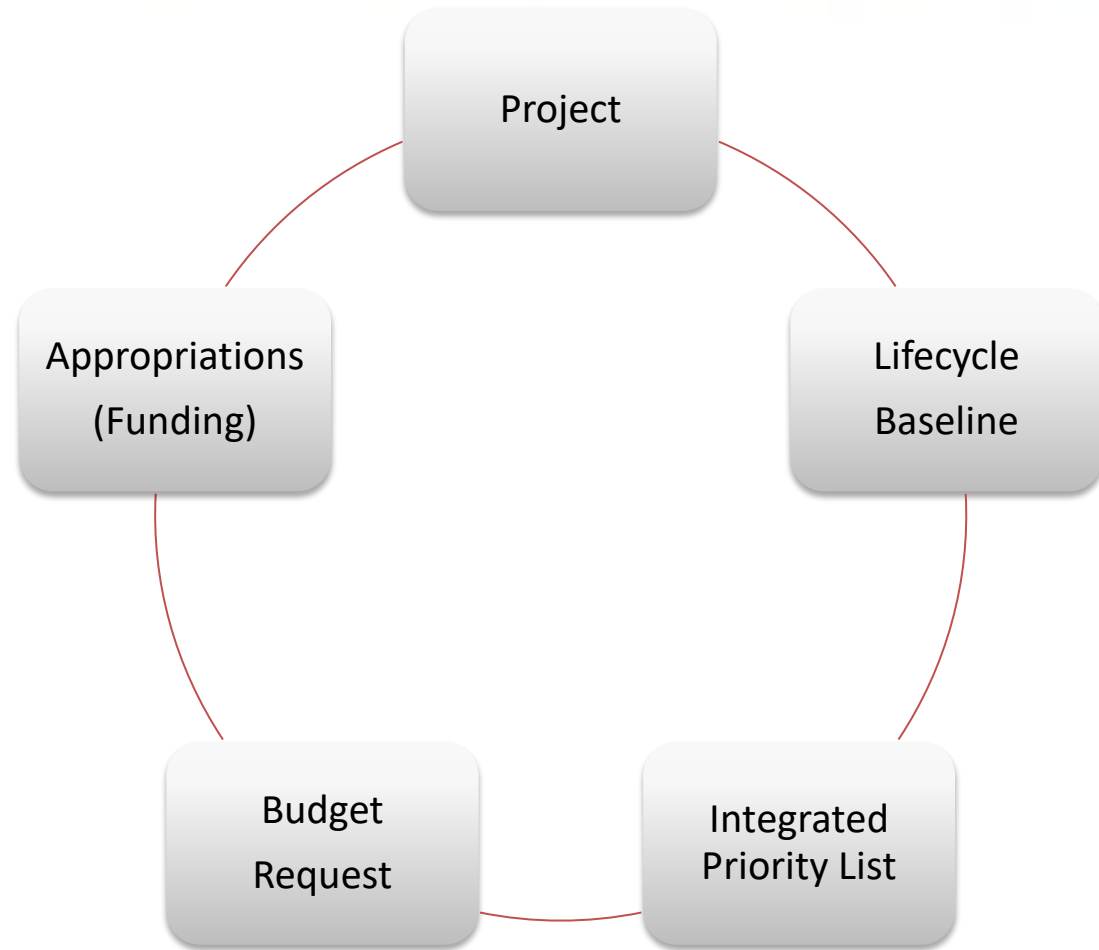 Project
Lifecycle
Baseline
Integrated
Priority List
Budget
Request
Appropriations
(Funding)